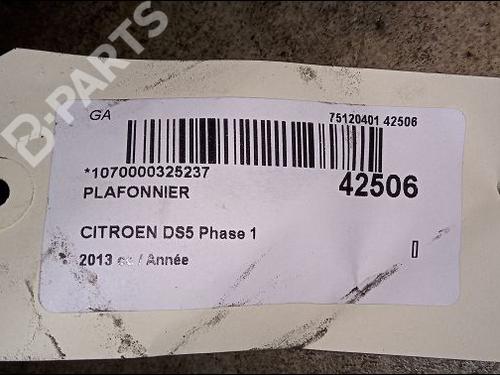 B-PARTS
GA
75120401 42506
*1070000325237
42506
PLAFONNIER
CITROEN DS5 Phase 1
2013 / Année